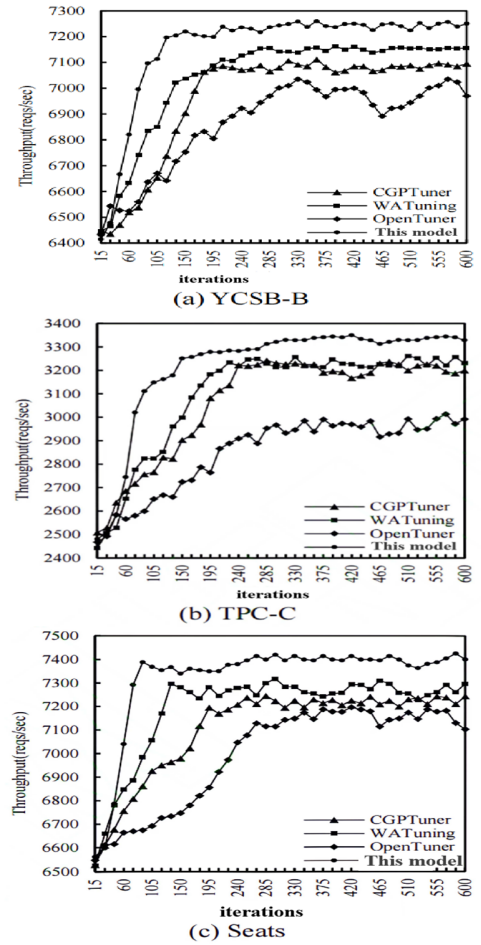 7300
7200
7100
7000
6900
6800
6700
6600
6500
6400
Throughput(reqs/sec)
CGPTuner
WATuning
OpenTuner
This model
15 60 105 150 195 240 285 330 375 420 465 510 555 600
iterations
(a) YCSB-B
3400
3300
3200
3100
3000
2900
2800
2700
2600
2500
2400
Throughput(reqs/sec)
CGPTuner
WATuning
OpenTuner
This model
15 60 105 150 195 240 285 330 375 420 465 510 555 600
iterations
(b) TPC-C
7500
7400
7300
7200
7100
7000
6900
6800
6700
6600
6500
Throughput(reqs/sec)
CGPTuner
WATuning
OpenTuner
This model
15 60 105 150 195 240 285 330 375 420 465 510 555 600
iterations
(c) Seats